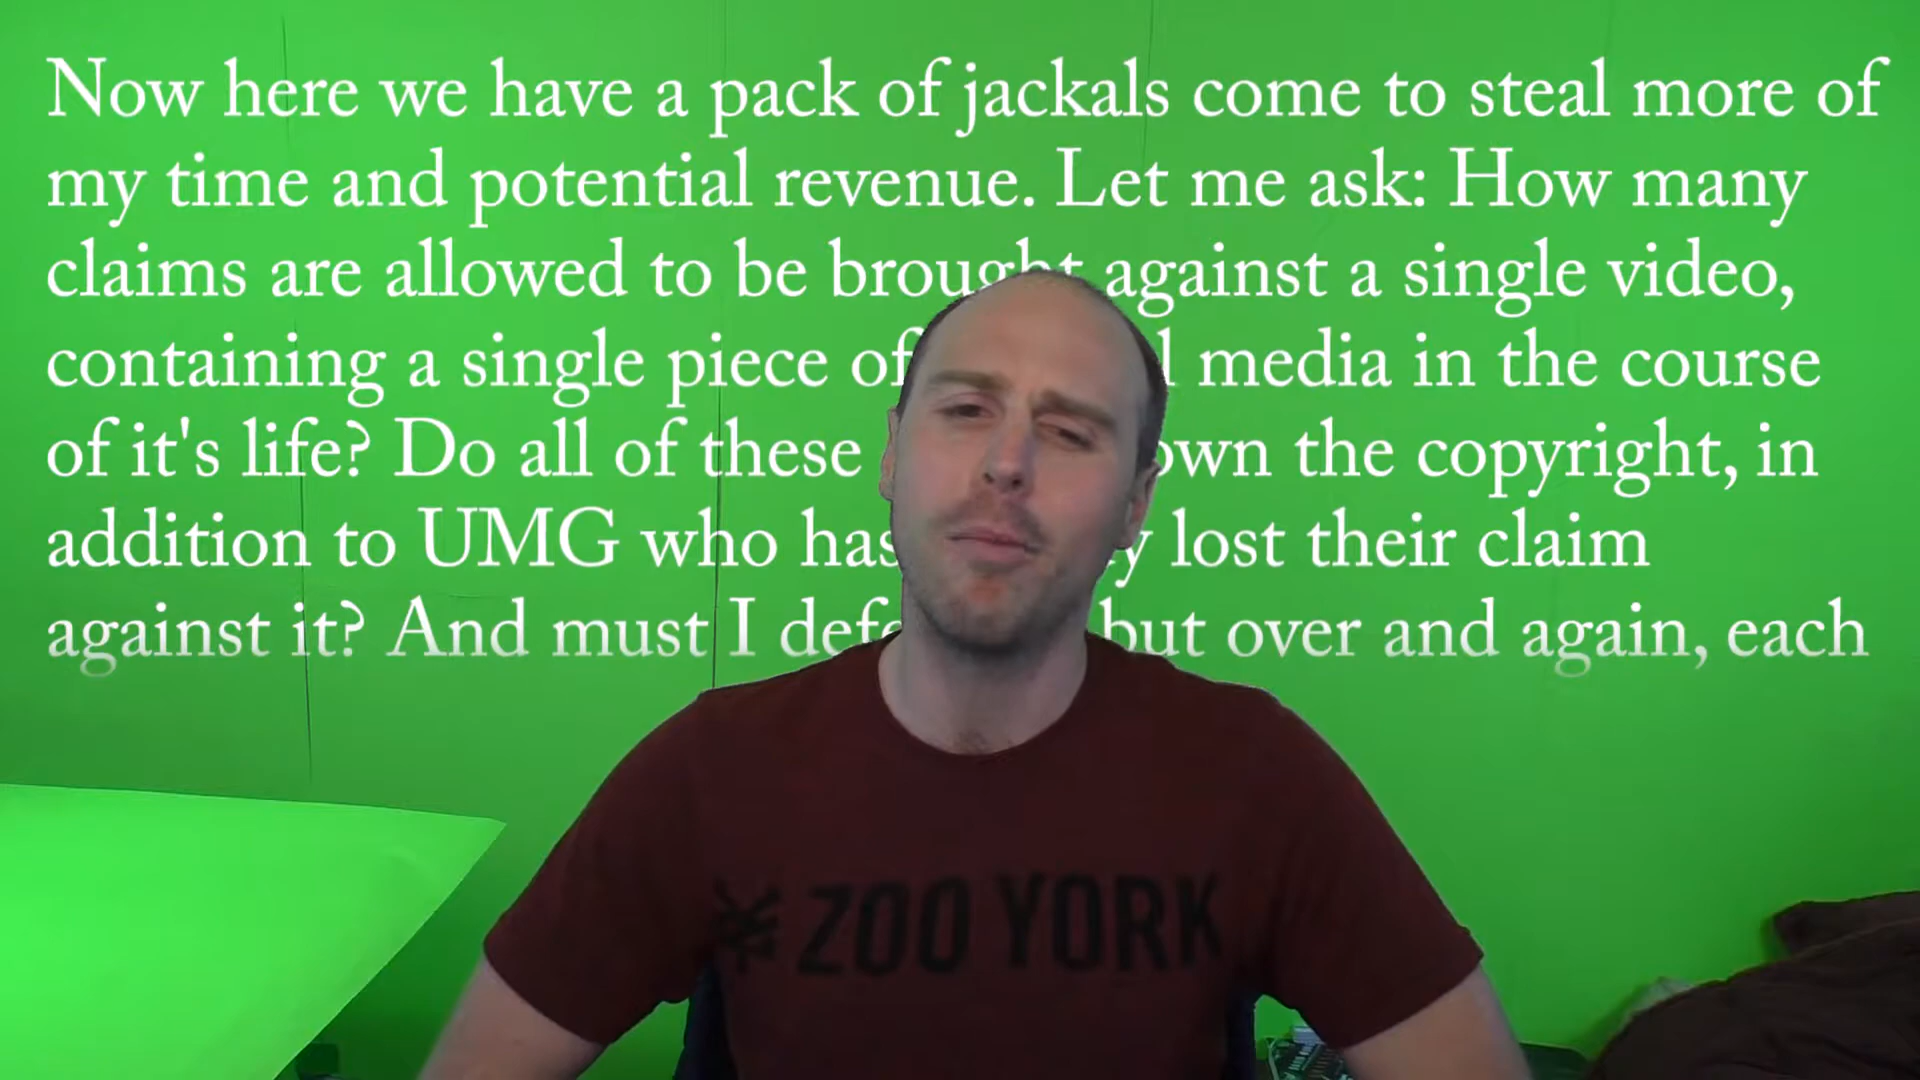 Now here we have a pack of jackals come to steal more of
my time and potential revenue. Let me ask: How many
claims are allowed to be brought against a single video,
containing a single piece of media in the course
of it's life? Do all of these own the copyright, in
addition to UMG who has lost their claim
against it? And must I but over and again, each
ZOO YORK